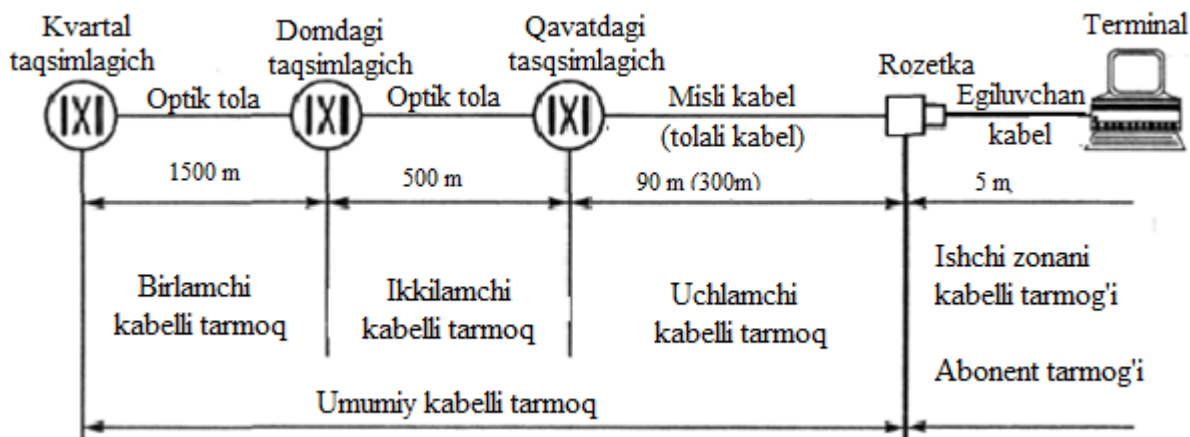 Kvartal
taqsimlagich
Domdagi
taqsimlagich
Qavatdagi
tasqsimlagich
Rozetka
Terminal
Optik tola
Optik tola
Misli kabel
(tolali kabel)
Egiluvchan
kabel
1500 m
500 m
90 m (300m)
5 m
Birlamchi
kabelli tarmoq
Ikkilamchi
kabelli tarmoq
Uchlamchi
kabelli tarmoq
Ishchi zonani
kabelli tarmog'i
Abonent tarmog'i
Umumiy kabelli tarmoq